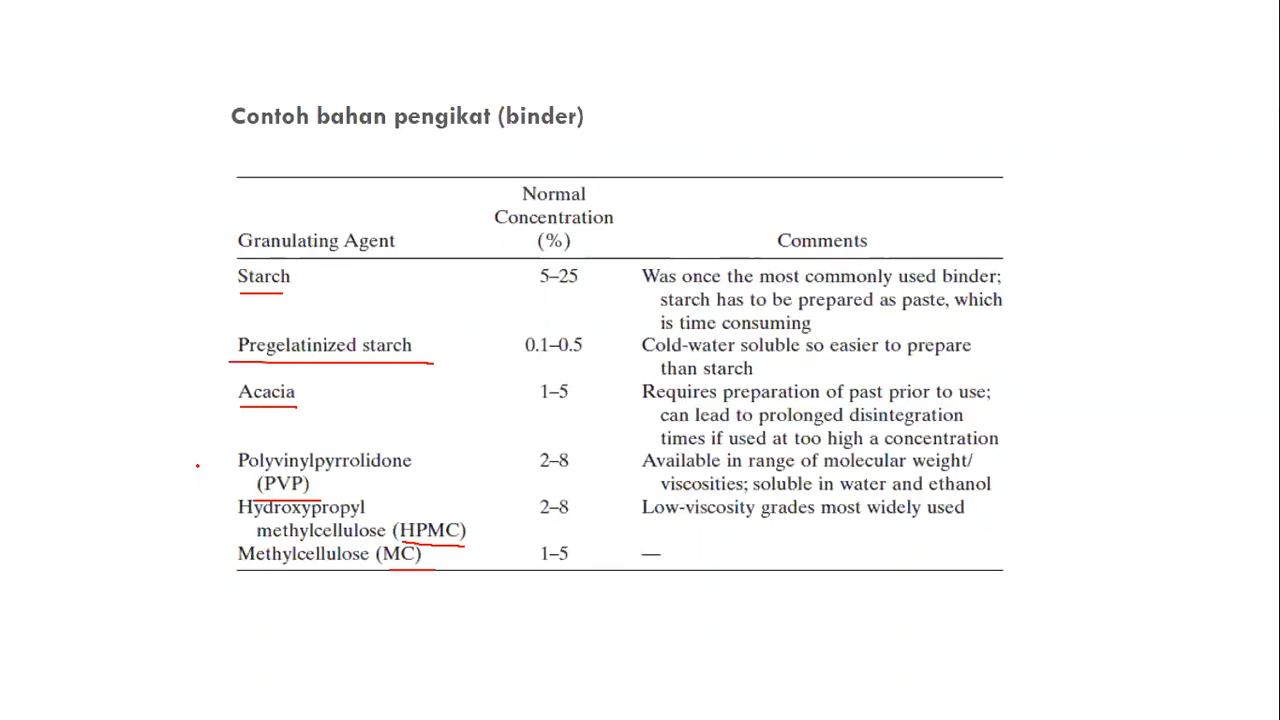 Contoh bahan pengikat (binder)
Normal
Concentration
Granulating Agent (%) Comments
Starch 5–25 Was once the most commonly used binder;
starch has to be prepared as paste, which
is time consuming
Pregelatinized starch 0.1–0.5 Cold-water soluble so easier to prepare
than starch
Acacia 1–5 Requires preparation of past prior to use;
can lead to prolonged disintegration
times if used at too high a concentration
Polyvinylpyrrolidone 2–8 Available in range of molecular weight/
(PVP) viscosities; soluble in water and ethanol
Hydroxypropyl 2–8 Low-viscosity grades most widely used
methylcellulose (HPMC)
Methylcellulose (MC) 1–5 —